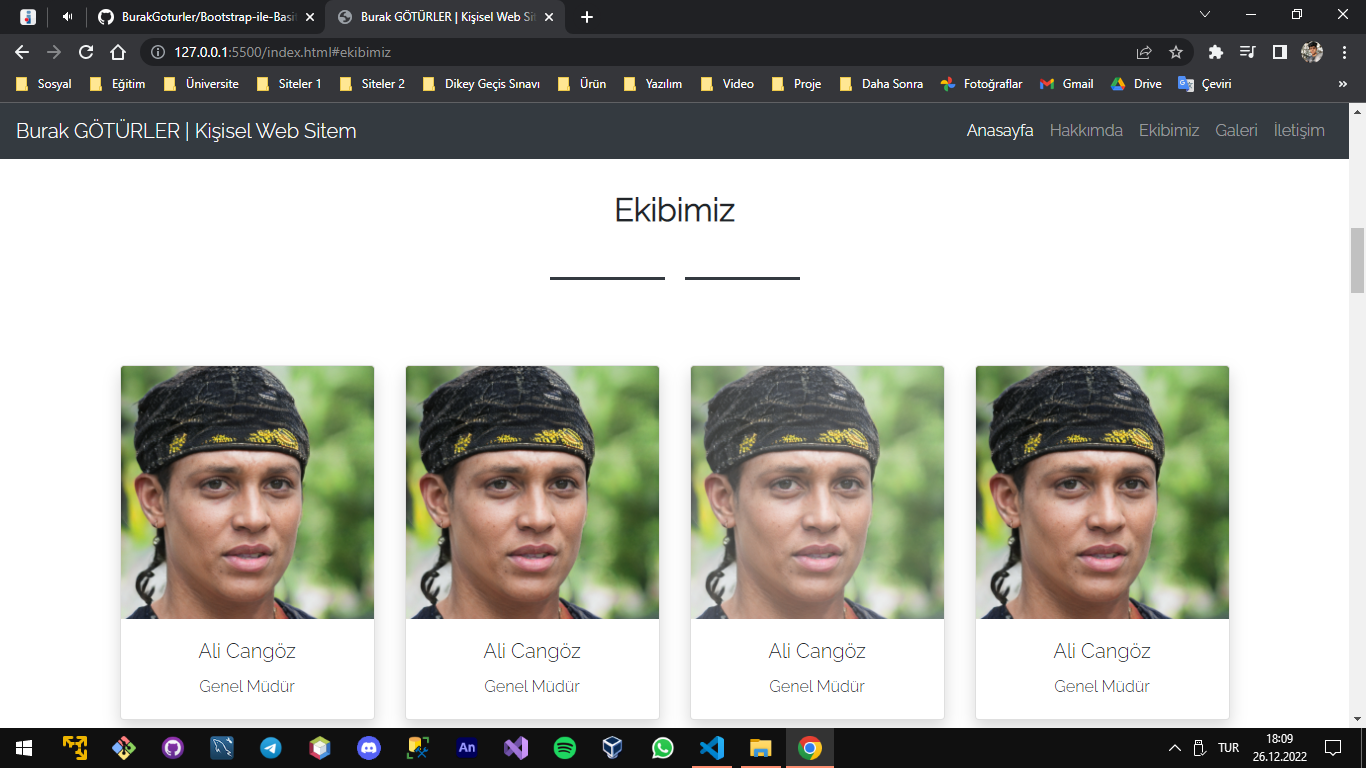 BurakGoturler/Bootstrap-ile-Basit
Burak GÖTÜRLER | Kişisel Web Sit
127.0.0.1:5500/index.html#ekibimiz
Sosyal Eğitim Üniversite Siteler 1 Siteler 2 Dikey Geçis Sınavı Ürün Yazılım Video Proje Daha Sonra Fotoğraflar Gmail Drive Çeviri »
Burak GÖTÜRLER | Kişisel Web Sitem
Anasayfa Hakkımda Ekibimiz Galeri İletişim
Ekibimiz
Ali Cangöz Ali Cangöz Ali Cangöz Ali Cangöz
Genel Müdür Genel Müdür Genel Müdür Genel Müdür
An
TUR
18:09
26.12.2022